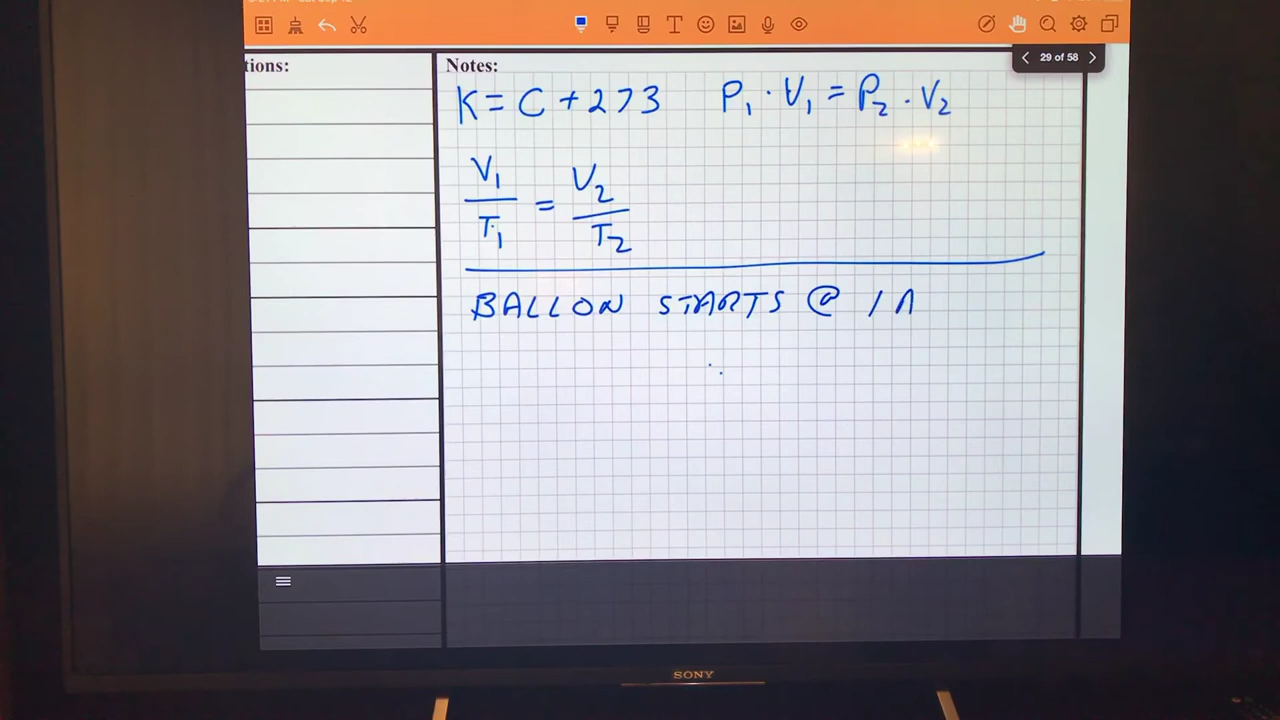 tions:
Notes:
29 of 58
K = C + 273 P₁ · V₁ = P₂ · V₂
V₁/T₁ = V₂/T₂
BALLON STARTS @ 1
SONY